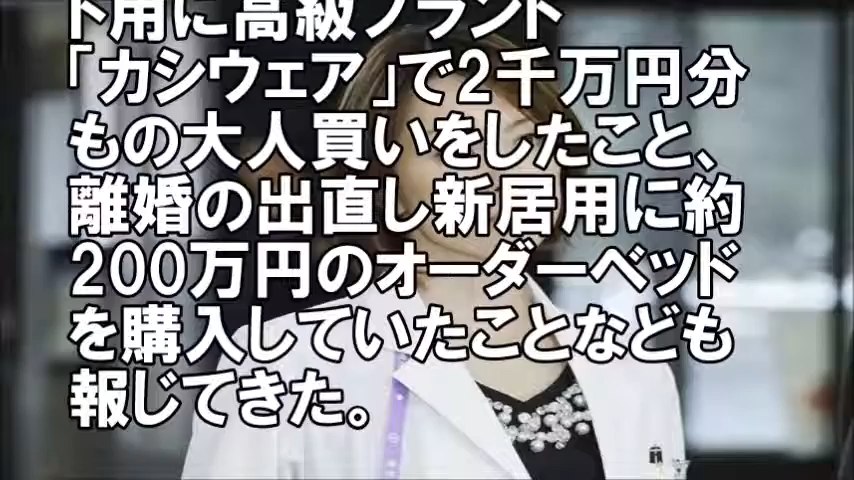 ド用に高級ブランド
「カシウェア」で2千万円分
もの大人買いをしたこと、
離婚の出直し新居用に約
200万円のオーダーベッド
を購入していたことなども
報じてきた。